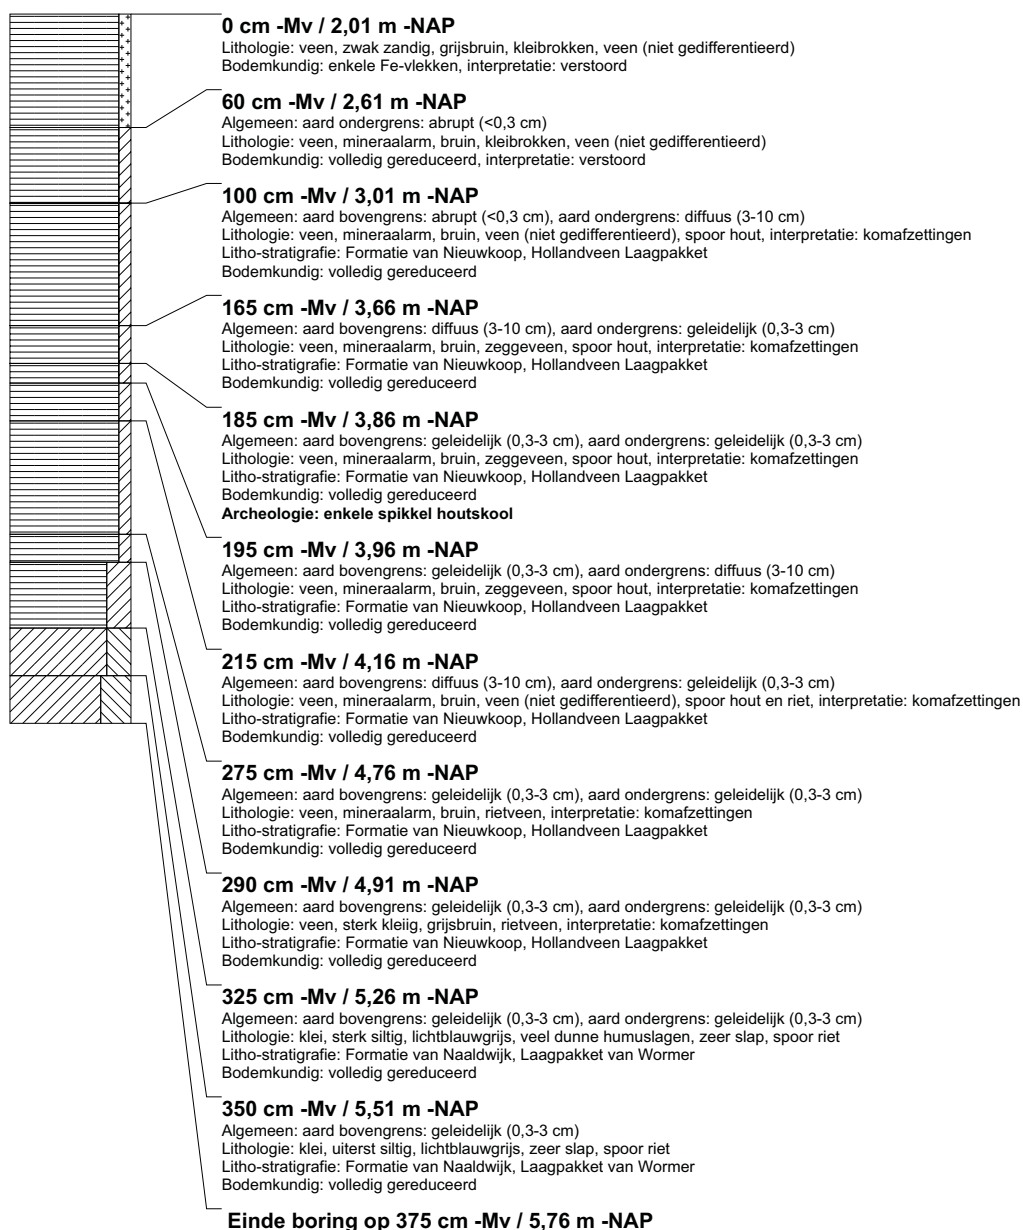 0 cm -Mv / 2,01 m -NAP
Lithologie: veen, zwak zandig, grijsbruin, kleibrokken, veen (niet gedifferentieerd)
Bodemkundig: enkele Fe-vlekken, interpretatie: verstoord
60 cm -Mv / 2,61 m -NAP
Algemeen: aard ondergrens: abrupt (<0,3 cm)
Lithologie: veen, mineraalarm, bruin, kleibrokken, veen (niet gedifferentieerd)
Bodemkundig: volledig gereduceerd, interpretatie: verstoord
100 cm -Mv / 3,01 m -NAP
Algemeen: aard bovengrens: abrupt (<0,3 cm), aard ondergrens: diffuus (3-10 cm)
Lithologie: veen, mineraalarm, bruin, veen (niet gedifferentieerd), spoor hout, interpretatie: komafzettingen
Litho-stratigrafie: Formatie van Nieuwkoop, Hollandveen Laagpakket
Bodemkundig: volledig gereduceerd
165 cm -Mv / 3,66 m -NAP
Algemeen: aard bovengrens: diffuus (3-10 cm), aard ondergrens: geleidelijk (0,3-3 cm)
Lithologie: veen, mineraalarm, bruin, zeggeveen, spoor hout, interpretatie: komafzettingen
Litho-stratigrafie: Formatie van Nieuwkoop, Hollandveen Laagpakket
Bodemkundig: volledig gereduceerd
185 cm -Mv / 3,86 m -NAP
Algemeen: aard bovengrens: geleidelijk (0,3-3 cm), aard ondergrens: geleidelijk (0,3-3 cm)
Lithologie: veen, mineraalarm, bruin, zeggeveen, spoor hout, interpretatie: komafzettingen
Litho-stratigrafie: Formatie van Nieuwkoop, Hollandveen Laagpakket
Bodemkundig: volledig gereduceerd
Archeologie: enkele spikkel houtskool
195 cm -Mv / 3,96 m -NAP
Algemeen: aard bovengrens: geleidelijk (0,3-3 cm), aard ondergrens: diffuus (3-10 cm)
Lithologie: veen, mineraalarm, bruin, zeggeveen, spoor hout, interpretatie: komafzettingen
Litho-stratigrafie: Formatie van Nieuwkoop, Hollandveen Laagpakket
Bodemkundig: volledig gereduceerd
215 cm -Mv / 4,16 m -NAP
Algemeen: aard bovengrens: diffuus (3-10 cm), aard ondergrens: geleidelijk (0,3-3 cm)
Lithologie: veen, mineraalarm, bruin, veen (niet gedifferentieerd), spoor hout en riet, interpretatie: komafzettingen
Litho-stratigrafie: Formatie van Nieuwkoop, Hollandveen Laagpakket
Bodemkundig: volledig gereduceerd
275 cm -Mv / 4,76 m -NAP
Algemeen: aard bovengrens: geleidelijk (0,3-3 cm), aard ondergrens: geleidelijk (0,3-3 cm)
Lithologie: veen, mineraalarm, bruin, rietveen, interpretatie: komafzettingen
Litho-stratigrafie: Formatie van Nieuwkoop, Hollandveen Laagpakket
Bodemkundig: volledig gereduceerd
290 cm -Mv / 4,91 m -NAP
Algemeen: aard bovengrens: geleidelijk (0,3-3 cm), aard ondergrens: geleidelijk (0,3-3 cm)
Lithologie: veen, sterk kleiig, grijsbruin, rietveen, interpretatie: komafzettingen
Litho-stratigrafie: Formatie van Nieuwkoop, Hollandveen Laagpakket
Bodemkundig: volledig gereduceerd
325 cm -Mv / 5,26 m -NAP
Algemeen: aard bovengrens: geleidelijk (0,3-3 cm), aard ondergrens: geleidelijk (0,3-3 cm)
Lithologie: klei, sterk siltig, lichtblauwgrijs, veel dunne humuslagen, zeer slap, spoor riet
Litho-stratigrafie: Formatie van Naaldwijk, Laagpakket van Wormer
Bodemkundig: volledig gereduceerd
350 cm -Mv / 5,51 m -NAP
Algemeen: aard bovengrens: geleidelijk (0,3-3 cm)
Lithologie: klei, uiterst siltig, lichtblauwgrijs, zeer slap, spoor riet
Litho-stratigrafie: Formatie van Naaldwijk, Laagpakket van Wormer
Bodemkundig: volledig gereduceerd
Einde boring op 375 cm -Mv / 5,76 m -NAP